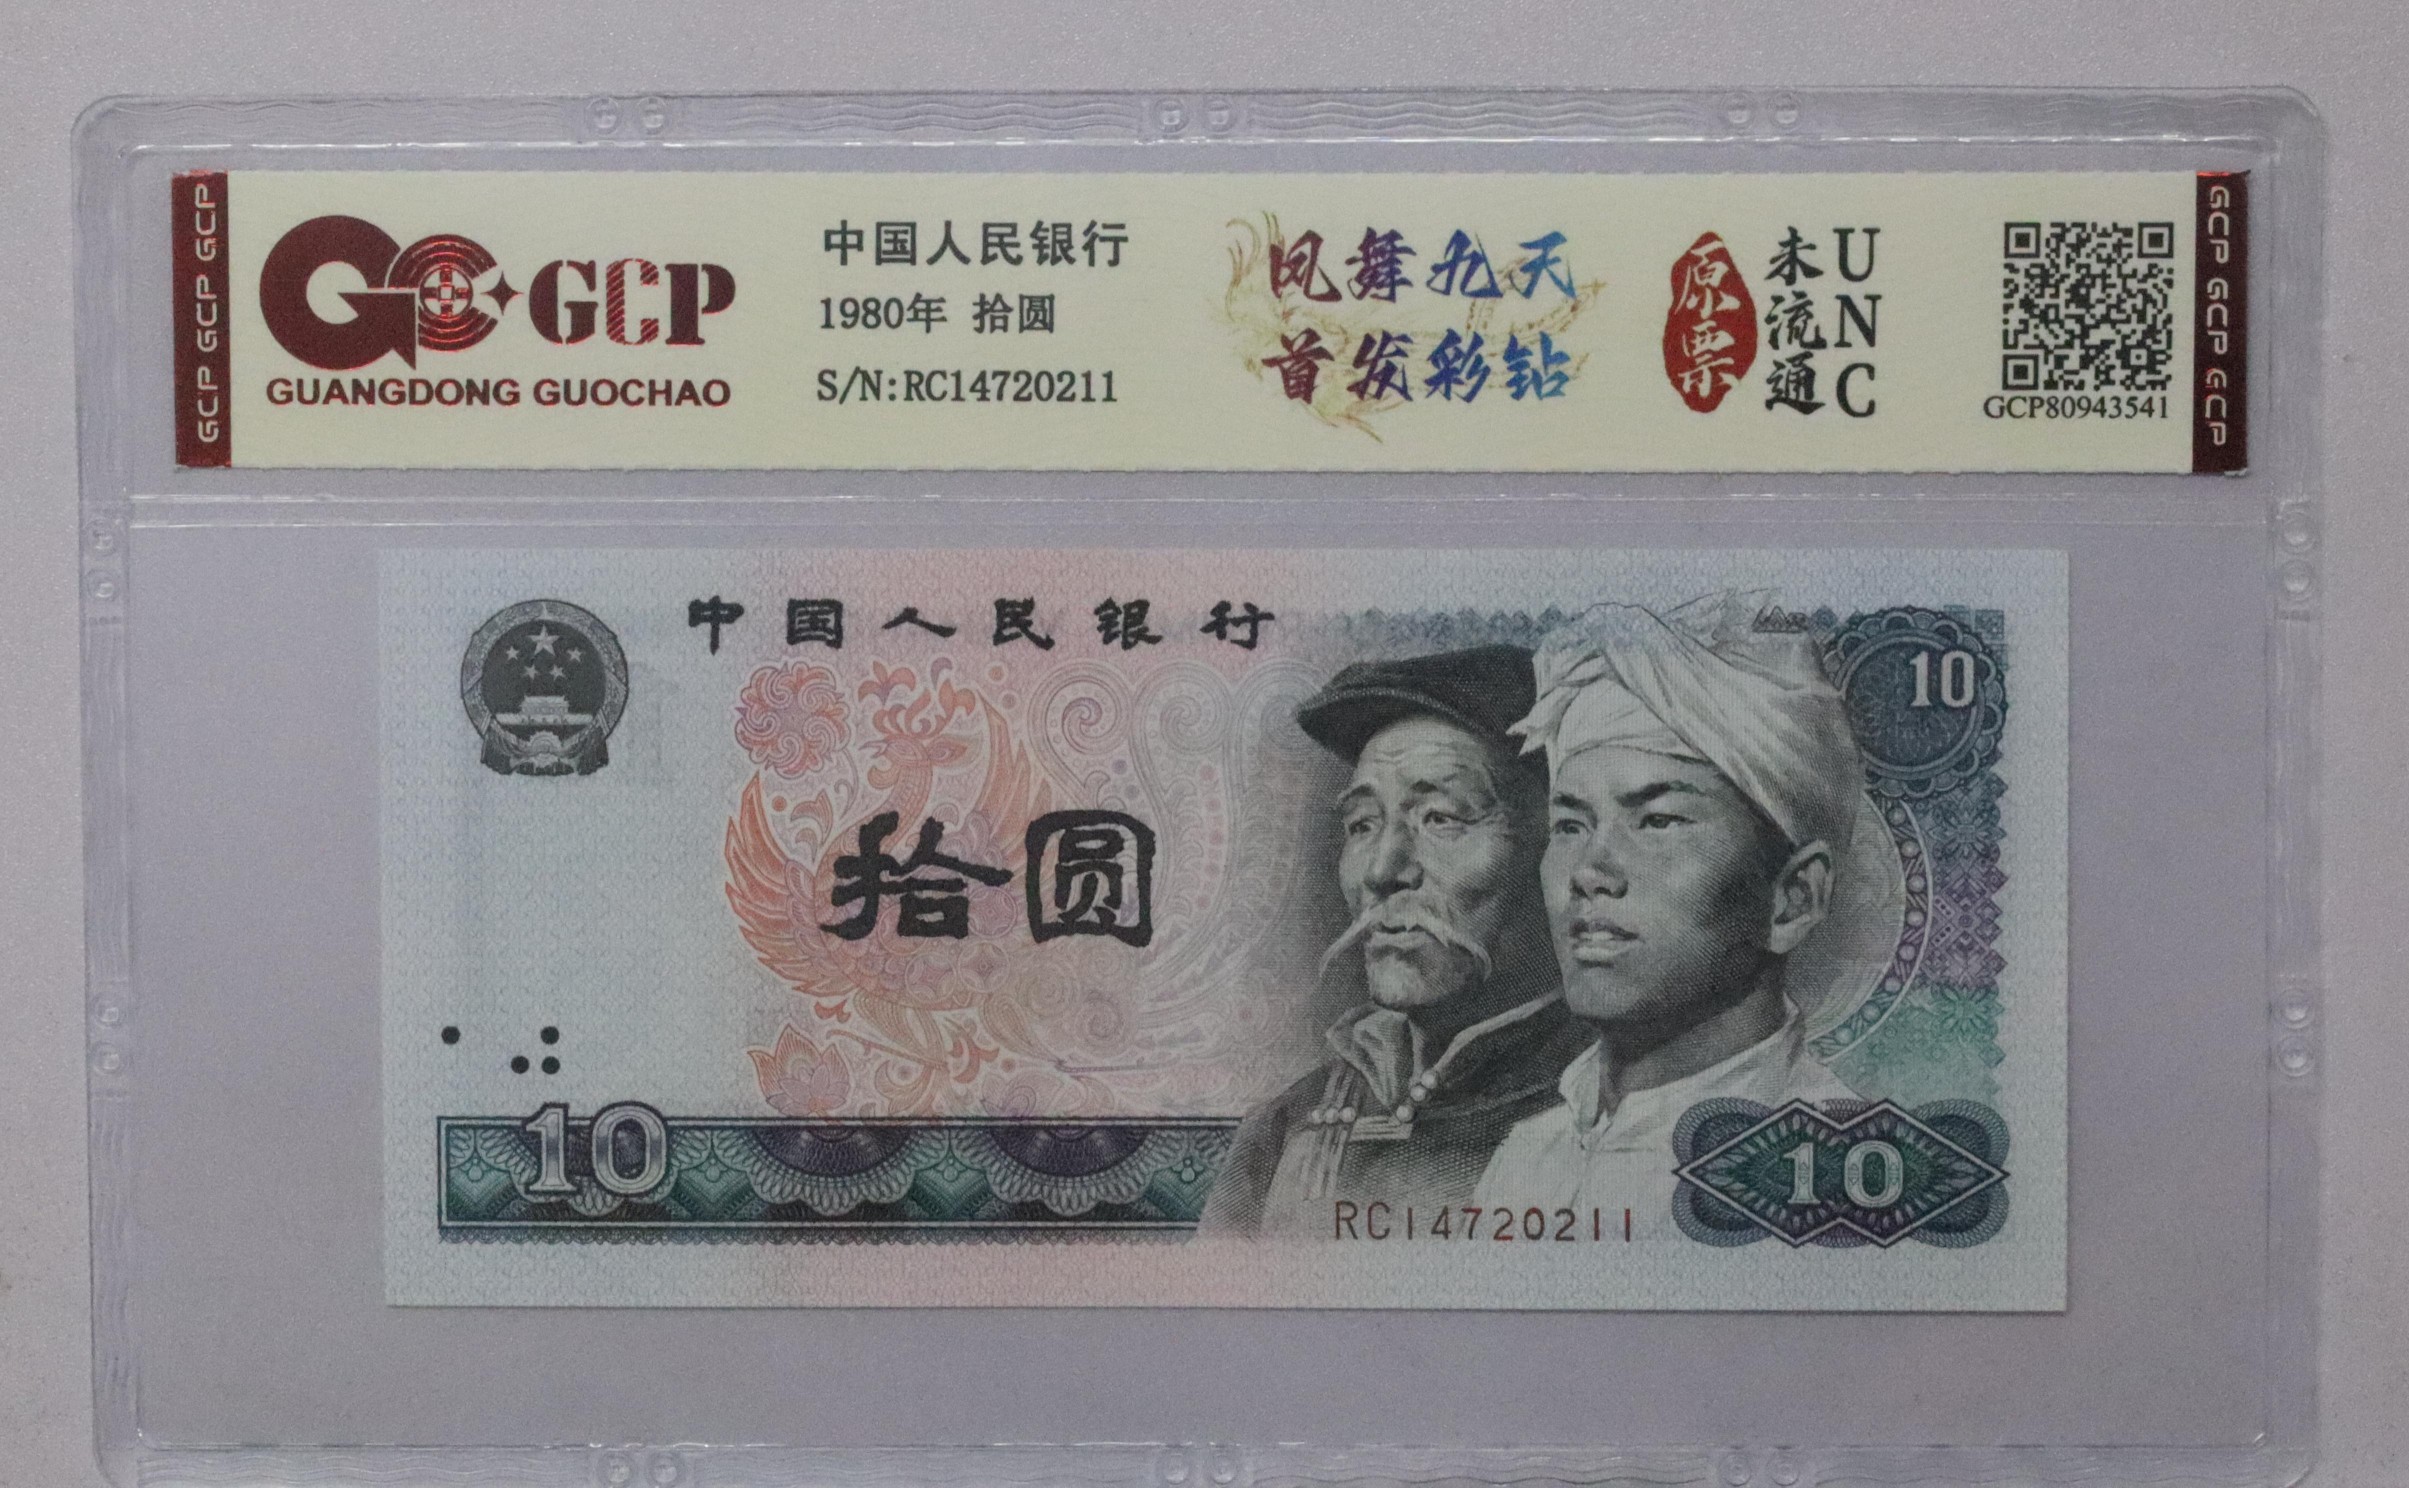 GCP GCP GCP
GCP
GUANGDONG GUOCHAO
中国人民银行
1980年 拾圆
S/N:RC14720211
凤舞九天
首发彩钻
原票
未流通
UNC
GCP80943541
GCP GCP GCP GCP
中国人民银行
10
拾圆
10
RC14720211
10